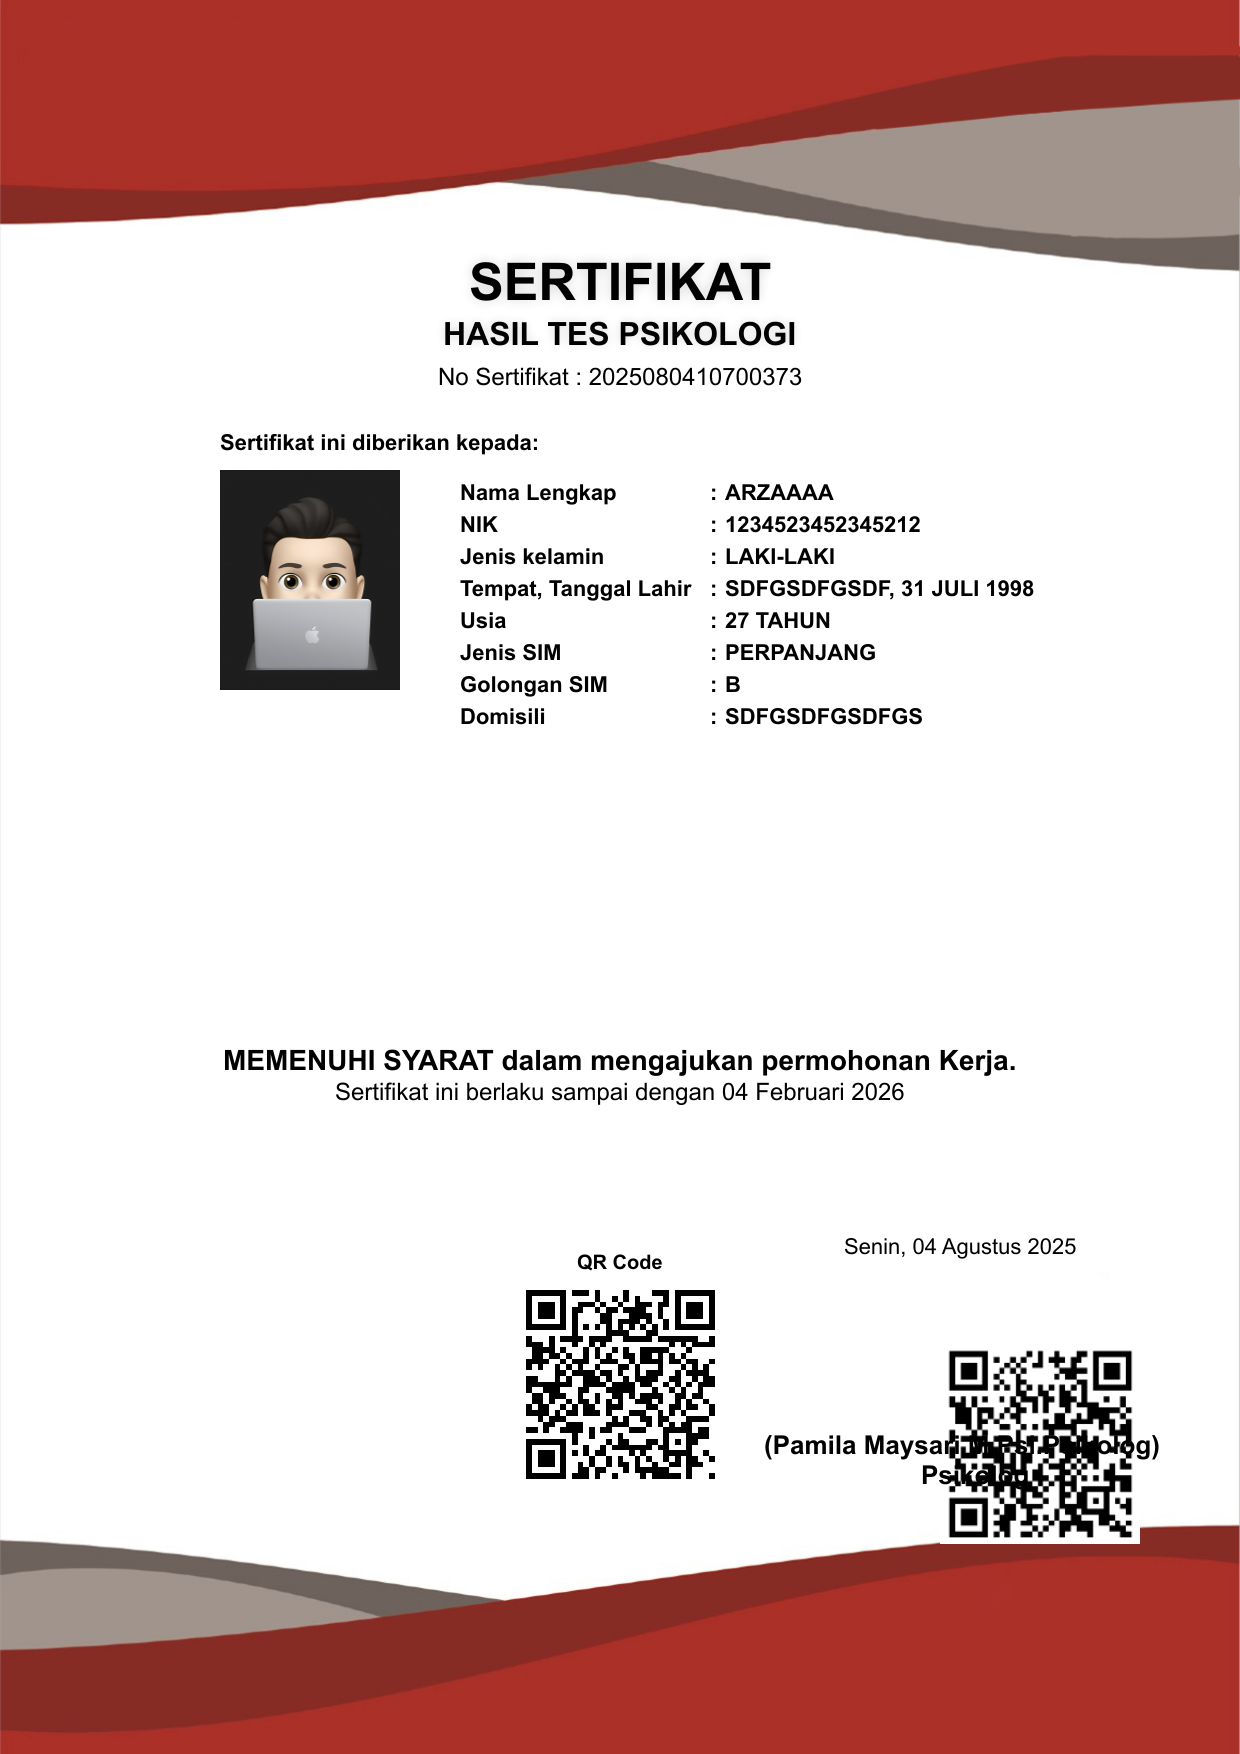 SERTIFIKAT
HASIL TES PSIKOLOGI
No Sertifikat : 2025080410700373
Sertifikat ini diberikan kepada:
Nama Lengkap : ARZAAAA
NIK : 1234523452345212
Jenis kelamin : LAKI-LAKI
Tempat, Tanggal Lahir : SDFGSDFGSDF, 31 JULI 1998
Usia : 27 TAHUN
Jenis SIM : PERPANJANG
Golongan SIM : B
Domisili : SDFGSDFGSDFGS
MEMENUHI SYARAT dalam mengajukan permohonan Kerja.
Sertifikat ini berlaku sampai dengan 04 Februari 2026
Senin, 04 Agustus 2025
QR Code
(Pamila Maysari M.Psi.Psikolog)
Psikolog